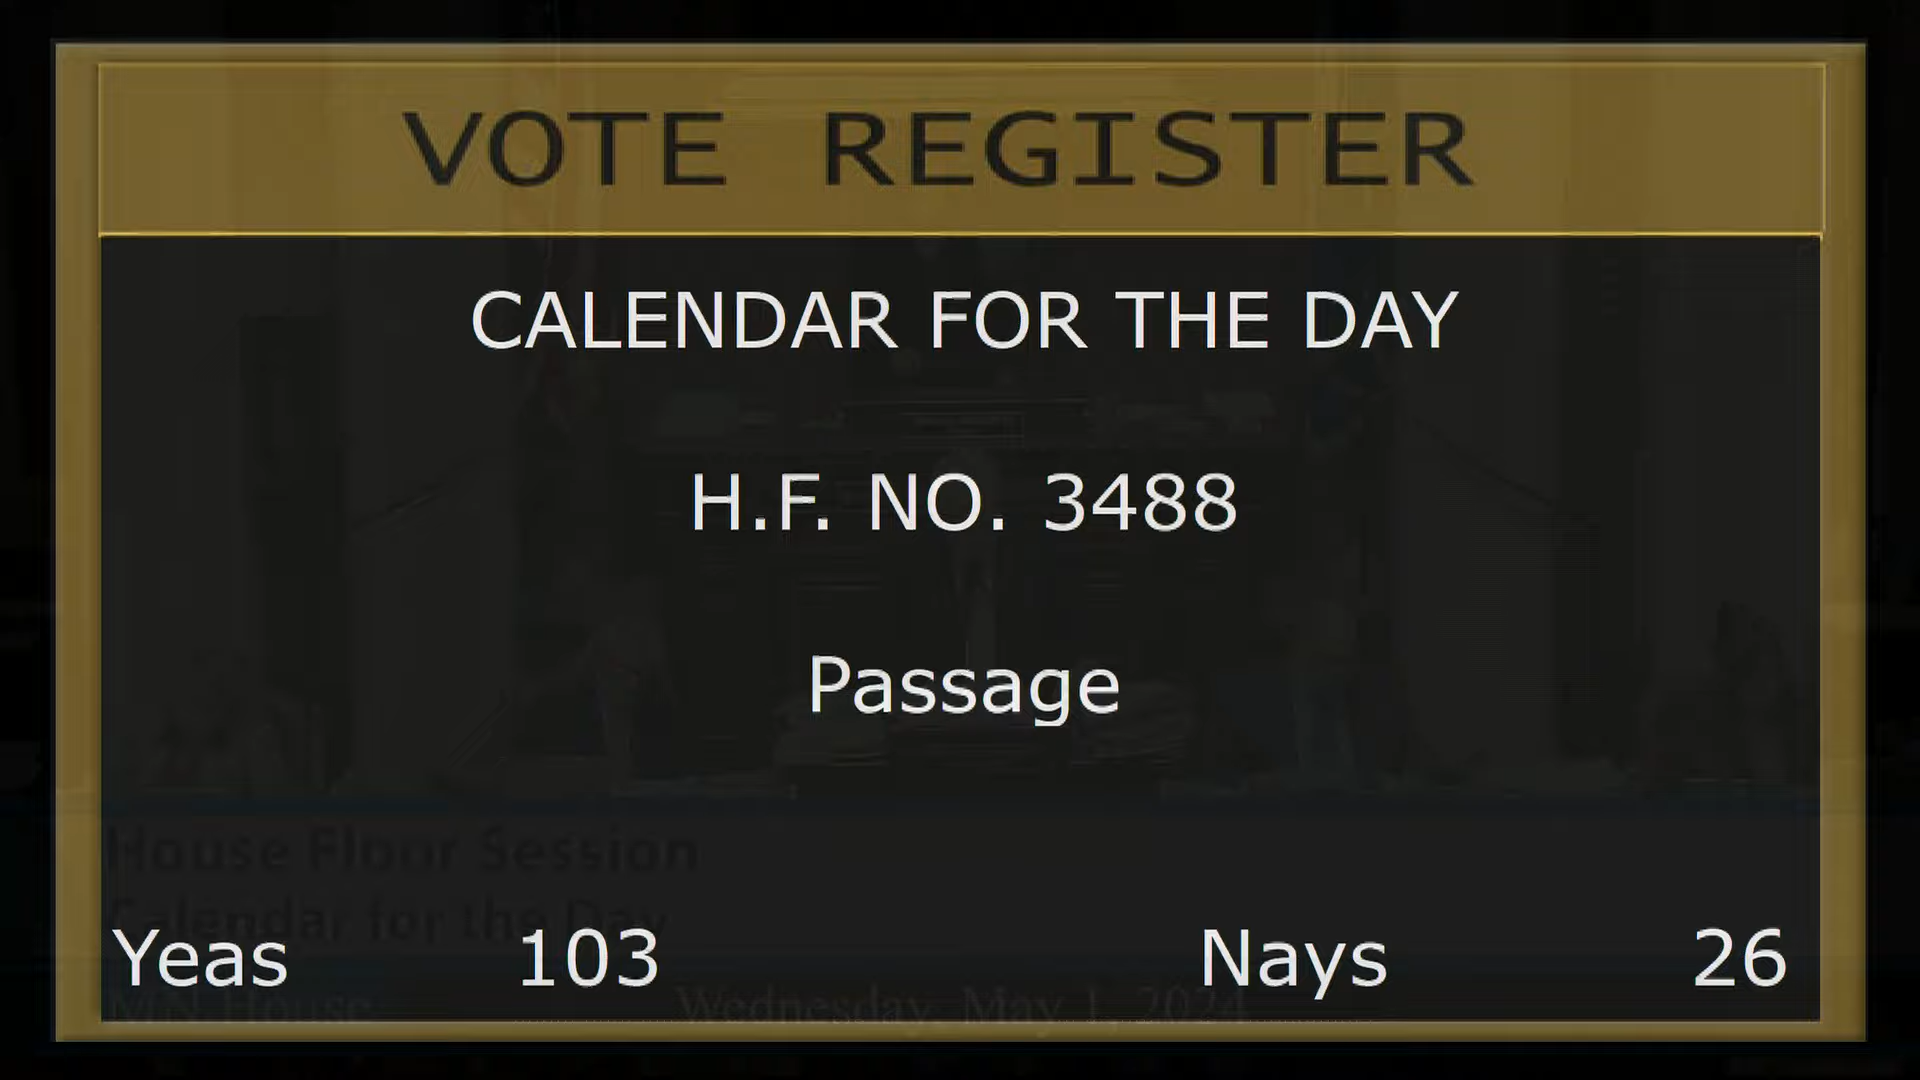 VOTE REGISTER
CALENDAR FOR THE DAY
H.F. NO. 3488
Passage
House Floor Session
Calendar for the Day
Yeas 103 Nays 26
MN House Wednesday, May 1, 2024